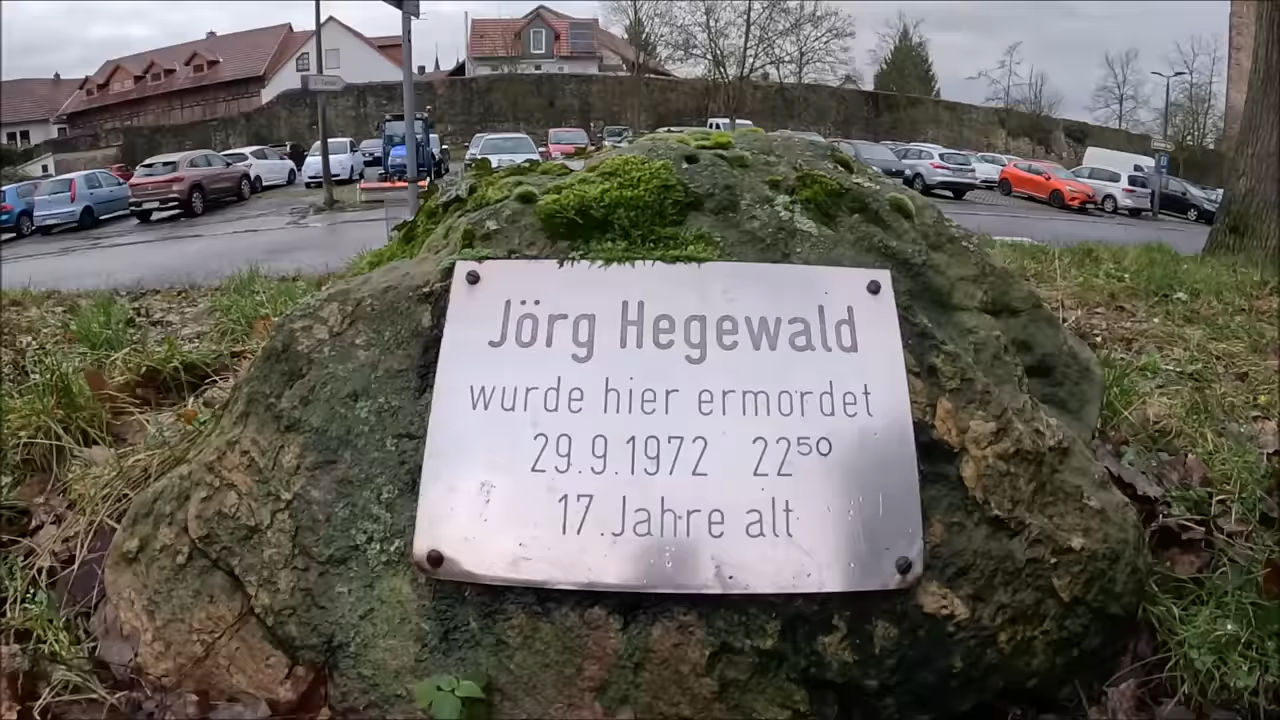 Jörg Hegewald
wurde hier ermordet
29.9.1972 22⁵⁰
17 Jahre alt